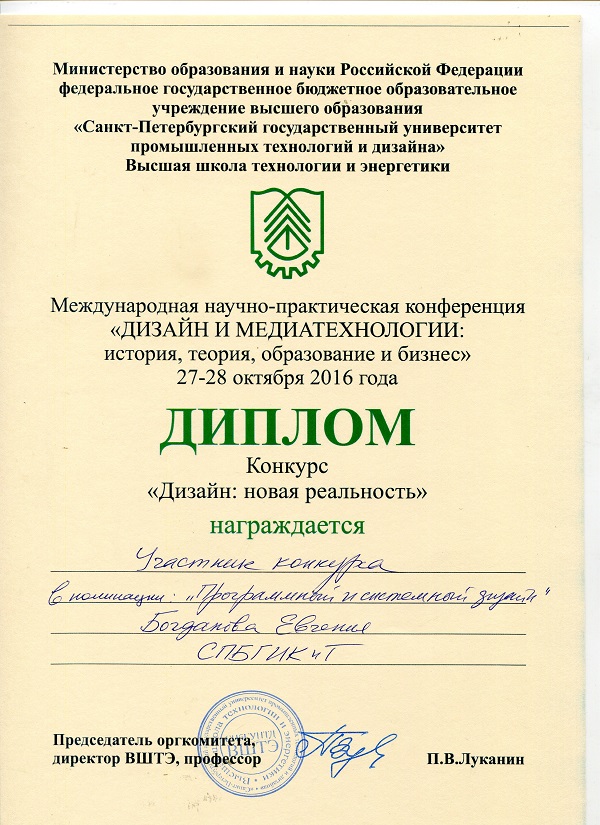 Министерство образования и науки Российской Федерации
федеральное государственное бюджетное образовательное
учреждение высшего образования
«Санкт-Петербургский государственный университет
промышленных технологий и дизайна»
Высшая школа технологии и энергетики
Международная научно-практическая конференция
«ДИЗАЙН И МЕДИАТЕХНОЛОГИИ:
история, теория, образование и бизнес»
27-28 октября 2016 года
ДИПЛОМ
Конкурс
«Дизайн: новая реальность»
награждается
Участник конкурса
в номинации: „Программный и системный дизайн"
Богданова Евгения
СПБГИКиТ
ВШТЭ
Председатель оргкомитета,
директор ВШТЭ, профессор
П.В.Луканин